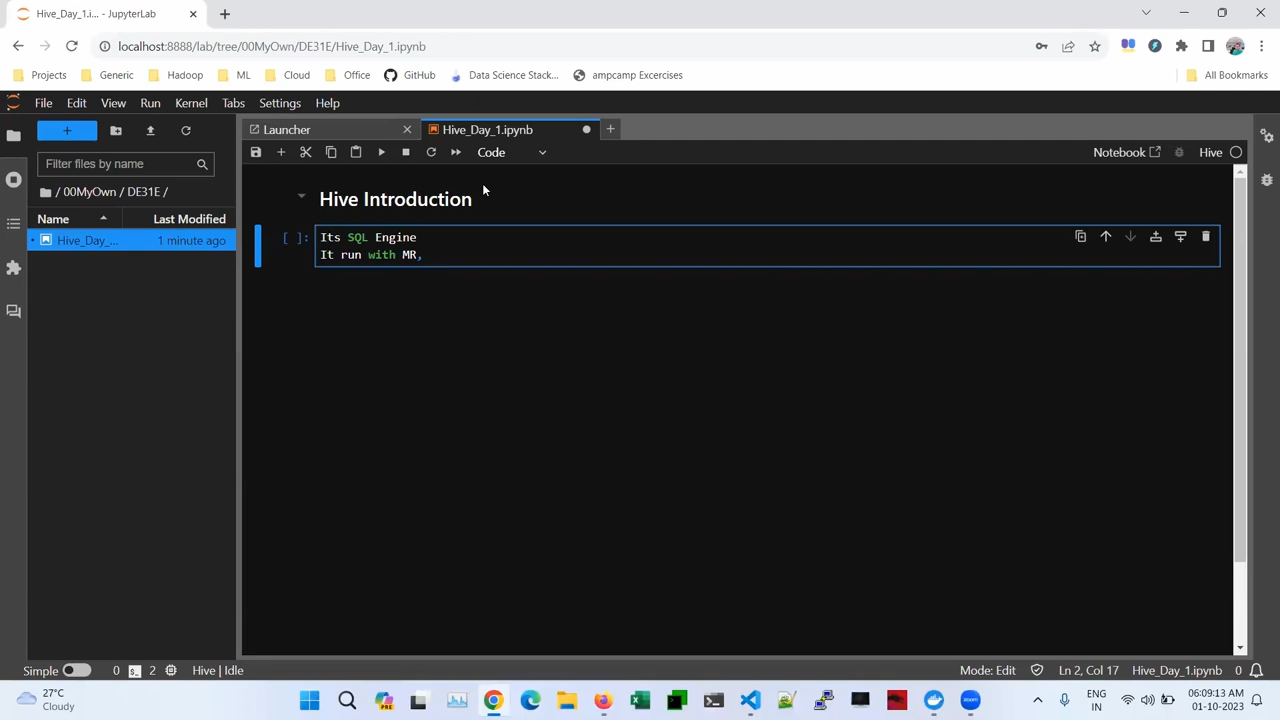 Hive_Day_1.i... - JupyterLab
localhost:8888/lab/tree/00MyOwn/DE31E/Hive_Day_1.ipynb
Projects Generic Hadoop ML Cloud Office GitHub Data Science Stack... ampcamp Excercises All Bookmarks
File Edit View Run Kernel Tabs Settings Help
Launcher Hive_Day_1.ipynb
Code Notebook Hive
Filter files by name
/ 00MyOwn / DE31E /
Name Last Modified
Hive_Day_... 1 minute ago
Hive Introduction
[ ]: Its SQL Engine
It run with MR,
Simple 0 2 Hive | Idle Mode: Edit Ln 2, Col 17 Hive_Day_1.ipynb 0
27°C
Cloudy
ENG
IN
06:09:13 AM
01-10-2023